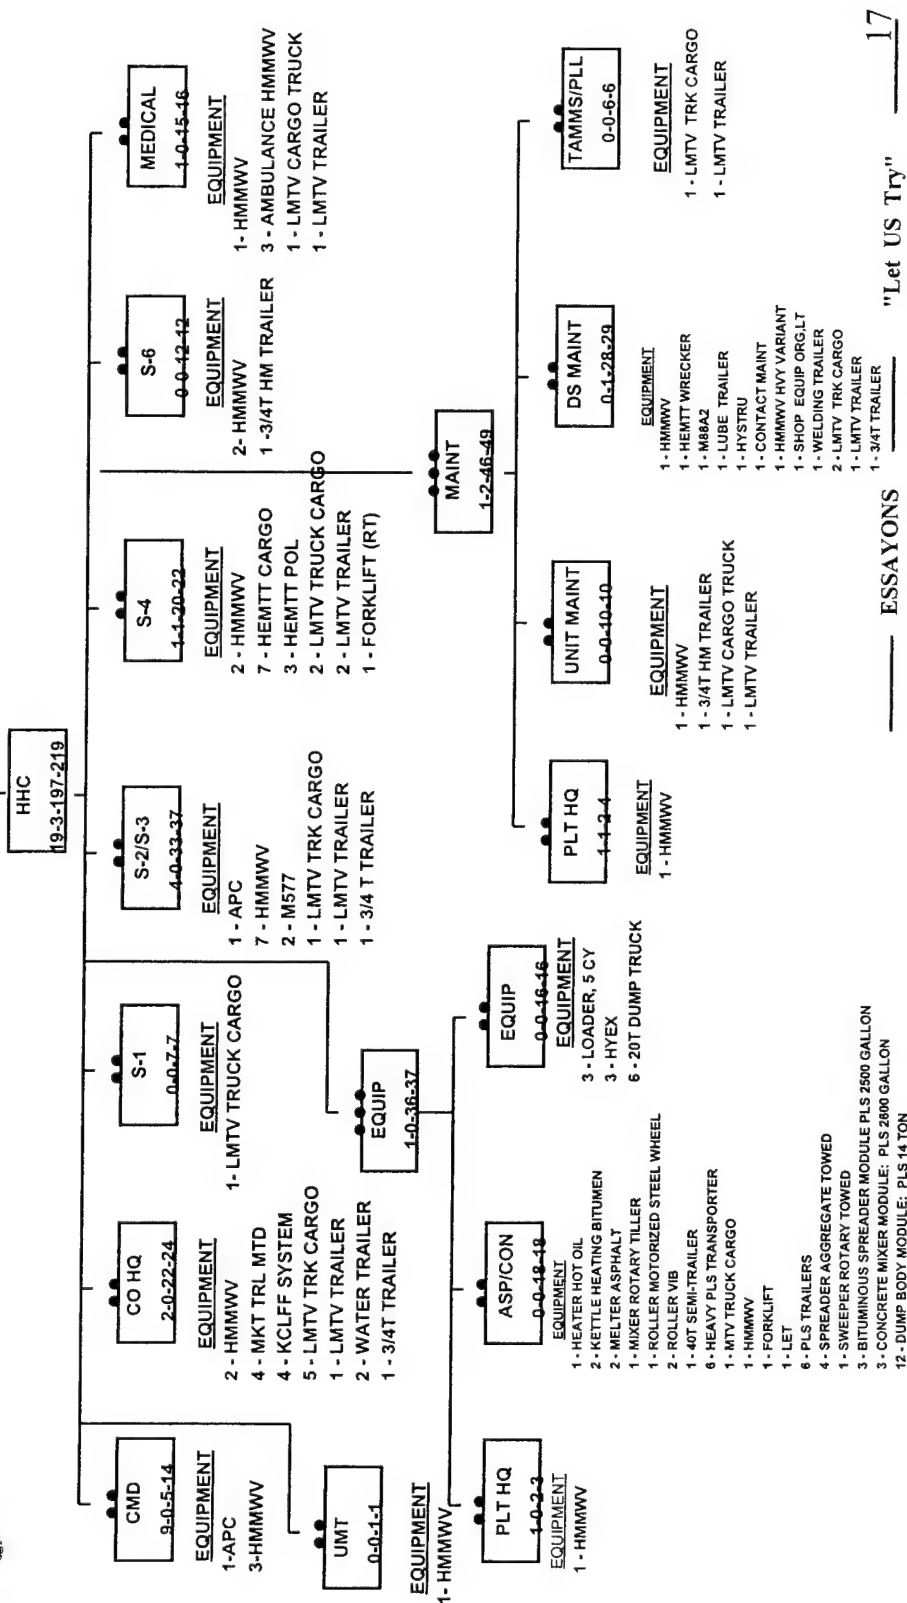 HHC
19-3-197-219
CMD
9-0-5-14
EQUIPMENT
1-APC
3-HMMWV
UMT
0-0-1-1
EQUIPMENT
1- HMMWV
CO HQ
2-0-22-24
EQUIPMENT
2 - HMMWV
4 - MKT TRL MTD
4 - KCLFF SYSTEM
5 - LMTV TRK CARGO
1 - LMTV TRAILER
2 - WATER TRAILER
1 - 3/4T TRAILER
S-1
0-0-7-7
EQUIPMENT
1- LMTV TRUCK CARGO
S-2/S-3
4-0-33-37
EQUIPMENT
1 - APC
7 - HMMWV
2 - M577
1 - LMTV TRK CARGO
1 - LMTV TRAILER
1 - 3/4 T TRAILER
S-4
1-1-20-22
EQUIPMENT
2 - HMMWV
7 - HEMTT CARGO
3 - HEMTT POL
2 - LMTV TRUCK CARGO
2 - LMTV TRAILER
1 - FORKLIFT (RT)
S-6
0-0-12-12
EQUIPMENT
2- HMMWV
1 -3/4T HM TRAILER
MEDICAL
1-0-15-16
EQUIPMENT
1- HMMWV
3 - AMBULANCE HMMWV
1 - LMTV CARGO TRUCK
1 - LMTV TRAILER
EQUIP
1-0-36-37
PLT HQ
1-0-2-3
EQUIPMENT
1 - HMMWV
ASP/CON
0-0-18-18
EQUIPMENT
1 - HEATER HOT OIL
2 - KETTLE HEATING BITUMEN
2 - MELTER ASPHALT
1 - MIXER ROTARY TILLER
1 - ROLLER MOTORIZED STEEL WHEEL
2 - ROLLER VIB
1 - 40T SEMI-TRAILER
6 - HEAVY PLS TRANSPORTER
1 - MTV TRUCK CARGO
1 - HMMWV
1 - FORKLIFT
1 - LET
6 - PLS TRAILERS
4 - SPREADER AGGREGATE TOWED
1 - SWEEPER ROTARY TOWED
3 - BITUMINOUS SPREADER MODULE PLS 2500 GALLON
3 - CONCRETE MIXER MODULE: PLS 2600 GALLON
12 - DUMP BODY MODULE: PLS 14 TON
EQUIP
0-0-16-16
EQUIPMENT
3 - LOADER, 5 CY
3 - HYEX
6 - 20T DUMP TRUCK
MAINT
1-2-46-49
PLT HQ
1-1-2-4
EQUIPMENT
1 - HMMWV
UNIT MAINT
0-0-10-10
EQUIPMENT
1 - HMMWV
1 - 3/4T HM TRAILER
1 - LMTV CARGO TRUCK
1 - LMTV TRAILER
DS MAINT
0-1-28-29
EQUIPMENT
1 - HMMWV
1 - HEMTT WRECKER
1 - M88A2
1 - LUBE TRAILER
1 - HYSTRU
1 - CONTACT MAINT
1 - HMMWV HVY VARIANT
1 - SHOP EQUIP ORG,LT
1 - WELDING TRAILER
2 - LMTV TRK CARGO
1 - LMTV TRAILER
1 - 3/4T TRAILER
TAMMS/PLL
0-0-6-6
EQUIPMENT
1 - LMTV TRK CARGO
1 - LMTV TRAILER
ESSAYONS "Let US Try" 17